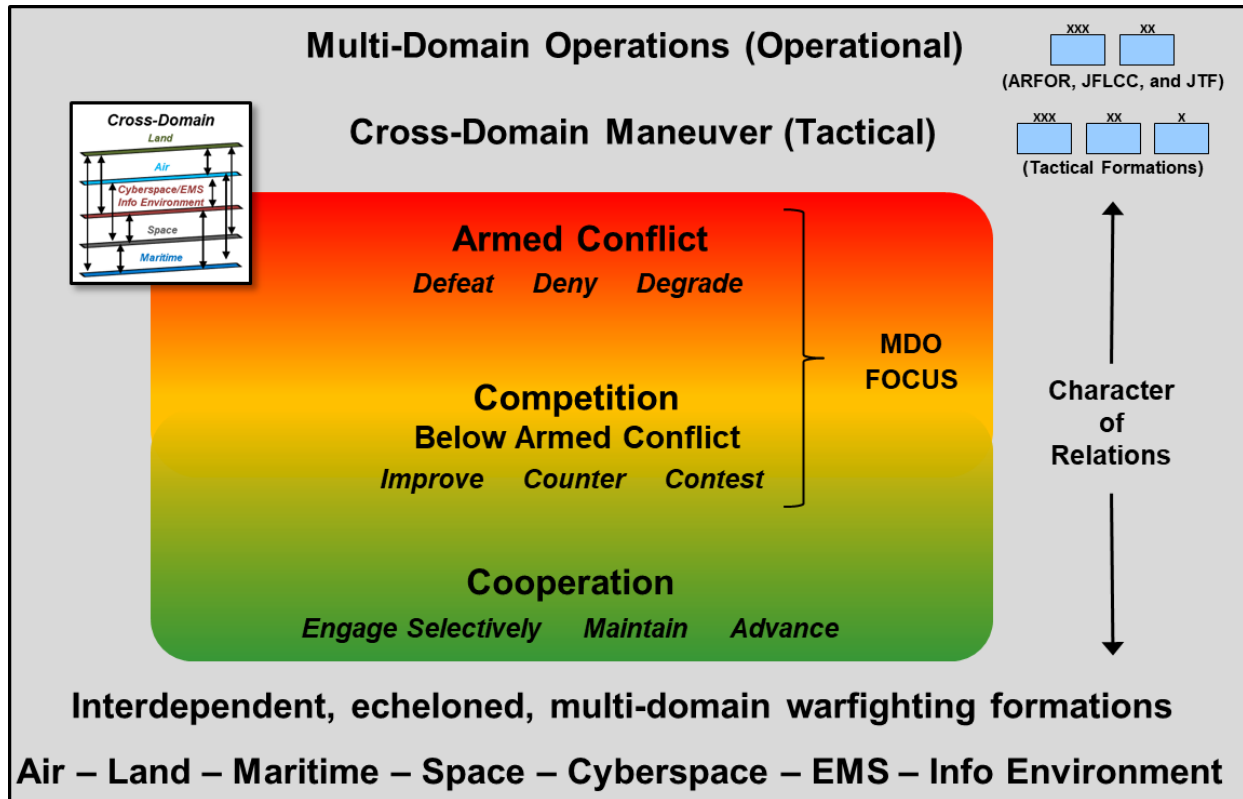 Multi-Domain Operations (Operational)
XXX XX
(ARFOR, JFLCC, and JTF)
Cross-Domain Maneuver (Tactical)
XXX XX X
(Tactical Formations)
Cross-Domain
Land
Air
Cyberspace/EMS
Info Environment
Space
Maritime
Armed Conflict
Defeat Deny Degrade
MDO
FOCUS
Competition
Below Armed Conflict
Improve Counter Contest
Character
of
Relations
Cooperation
Engage Selectively Maintain Advance
Interdependent, echeloned, multi-domain warfighting formations
Air – Land – Maritime – Space – Cyberspace – EMS – Info Environment